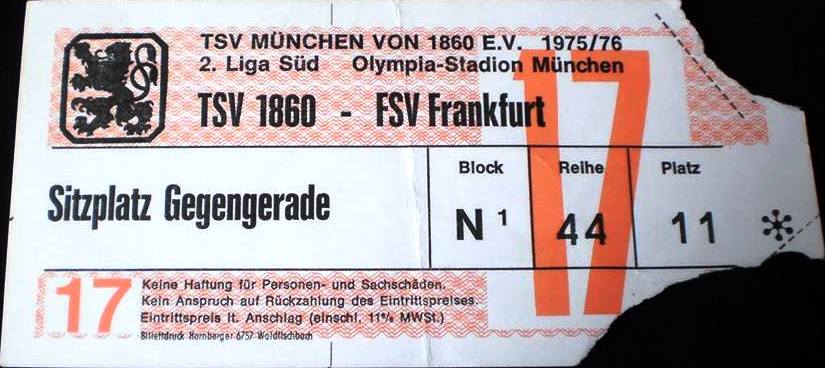 TSV MÜNCHEN VON 1860 E.V. 1975/76
2. Liga Süd Olympia-Stadion München
TSV 1860 - FSV Frankfurt
17
Sitzplatz Gegengerade
Block Reihe Platz
N 1 44 11 *
17
Keine Haftung für Personen- und Sachschäden.
Kein Anspruch auf Rückzahlung des Eintrittspreises.
Eintrittspreis lt. Anschlag (einschl. 11% MWSt.)
Billettdruck Hornberger 6757 Waldfischbach